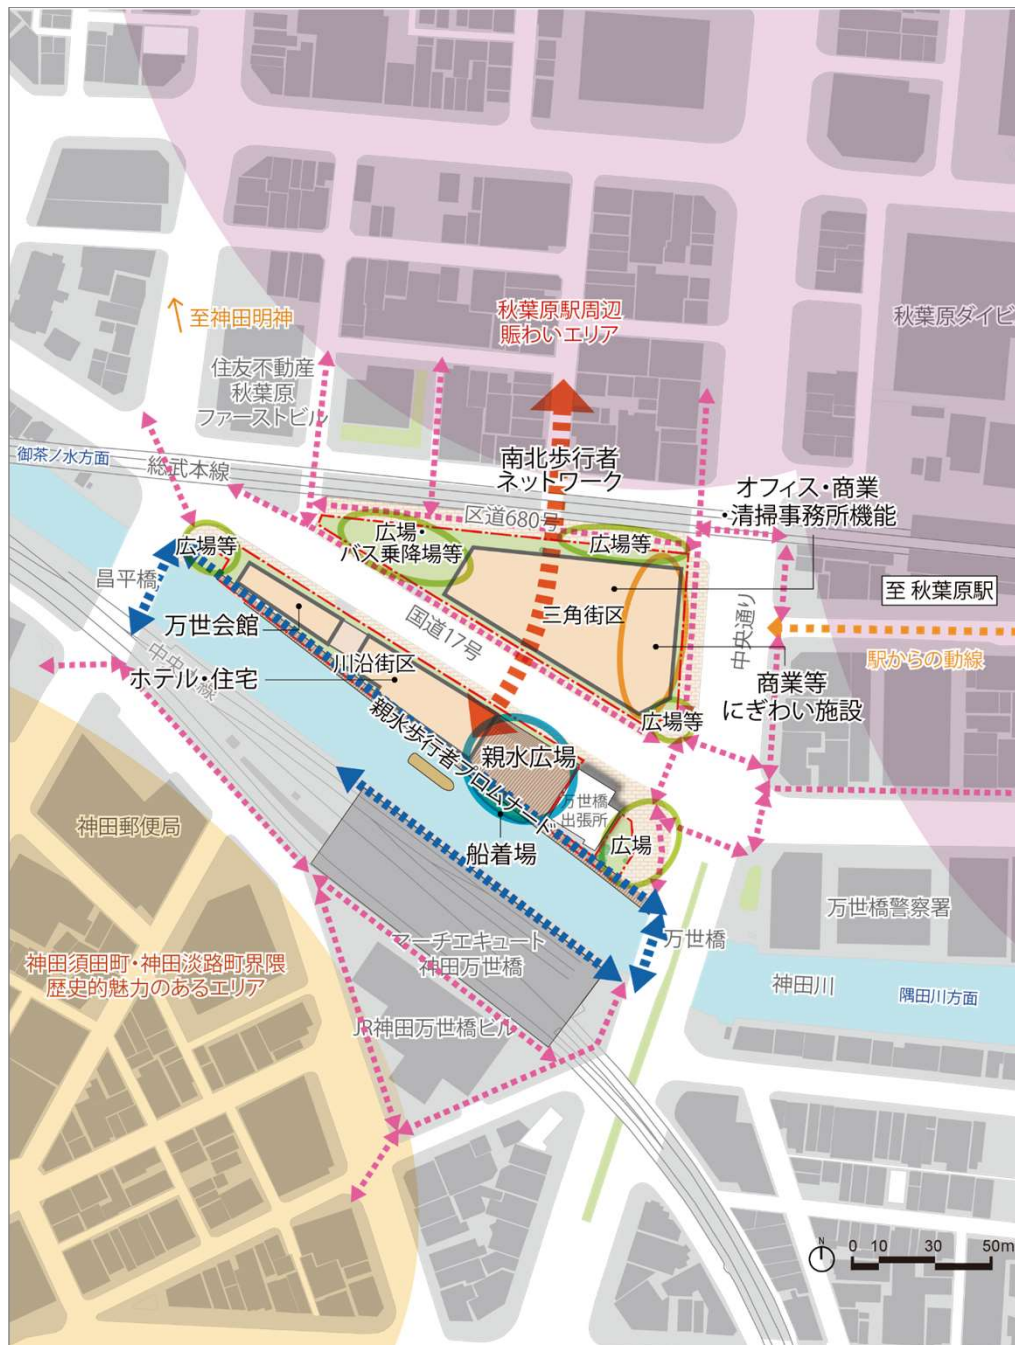 秋葉原駅周辺
賑わいエリア
秋葉原ダイビ
至神田明神
住友不動産
秋葉原
ファーストビル
御茶ノ水方面
総武本線
南北歩行者
ネットワーク
オフィス・商業
・清掃事務所機能
区道680号
広場・
バス乗降場等
広場等
広場等
昌平橋
至 秋葉原駅
三角街区
中央通り
万世会館
国道17号
駅からの動線
川沿街区
中央本線
ホテル・住宅
商業等
にぎわい施設
広場等
親水歩行者プロムナード
親水広場
万世橋
出張所
神田郵便局
船着場
広場
万世橋警察署
万世橋
マーチエキュート
神田万世橋
神田須田町・神田淡路町界隈
歴史的魅力のあるエリア
神田川
隅田川方面
JR神田万世橋ビル
N
0 10 30 50m